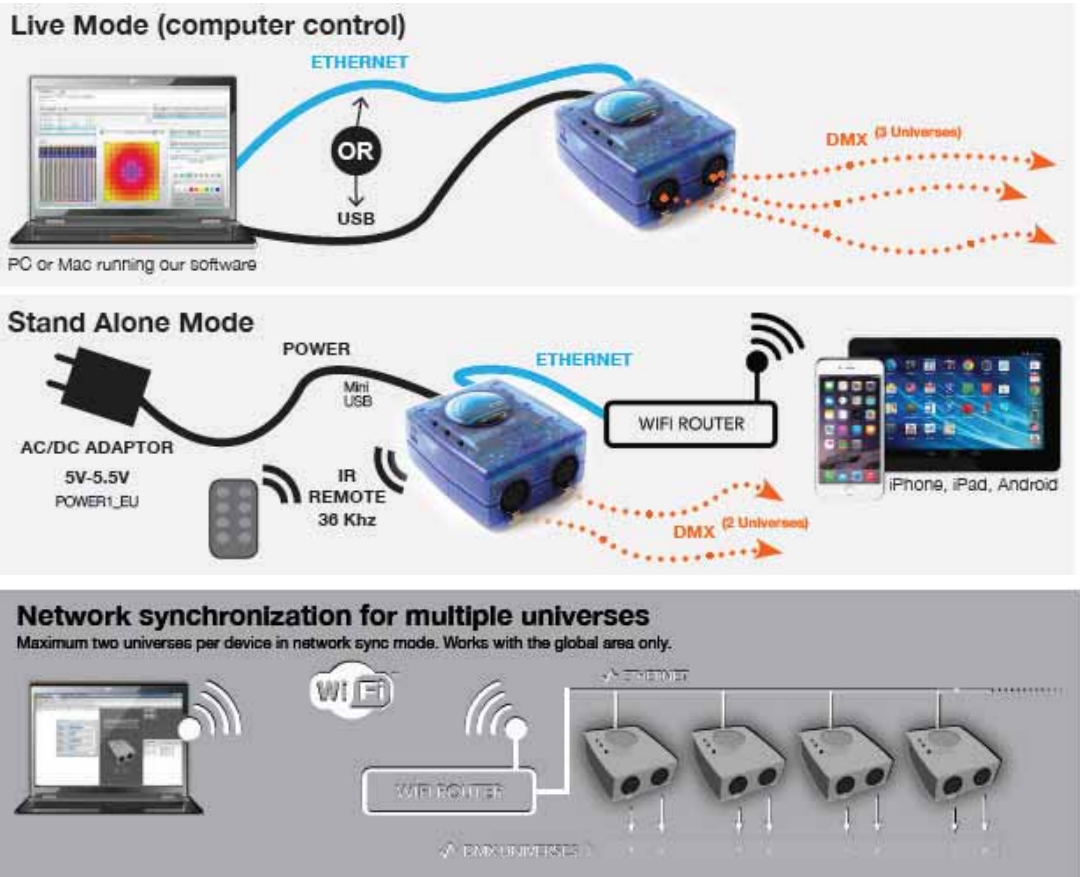 Live Mode (computer control)
ETHERNET
OR
USB
DMX (3 Universes)
PC or Mac running our software
Stand Alone Mode
POWER
Mini
USB
ETHERNET
WIFI ROUTER
AC/DC ADAPTOR
5V-5.5V
POWER1_EU
IR
REMOTE
36 Khz
DMX (2 Universes)
iPhone, iPad, Android
Network synchronization for multiple universes
Maximum two universes per device in network sync mode. Works with the global area only.
WiFi
ETHERNET
WIFI ROUTER
DMX UNIVERSES